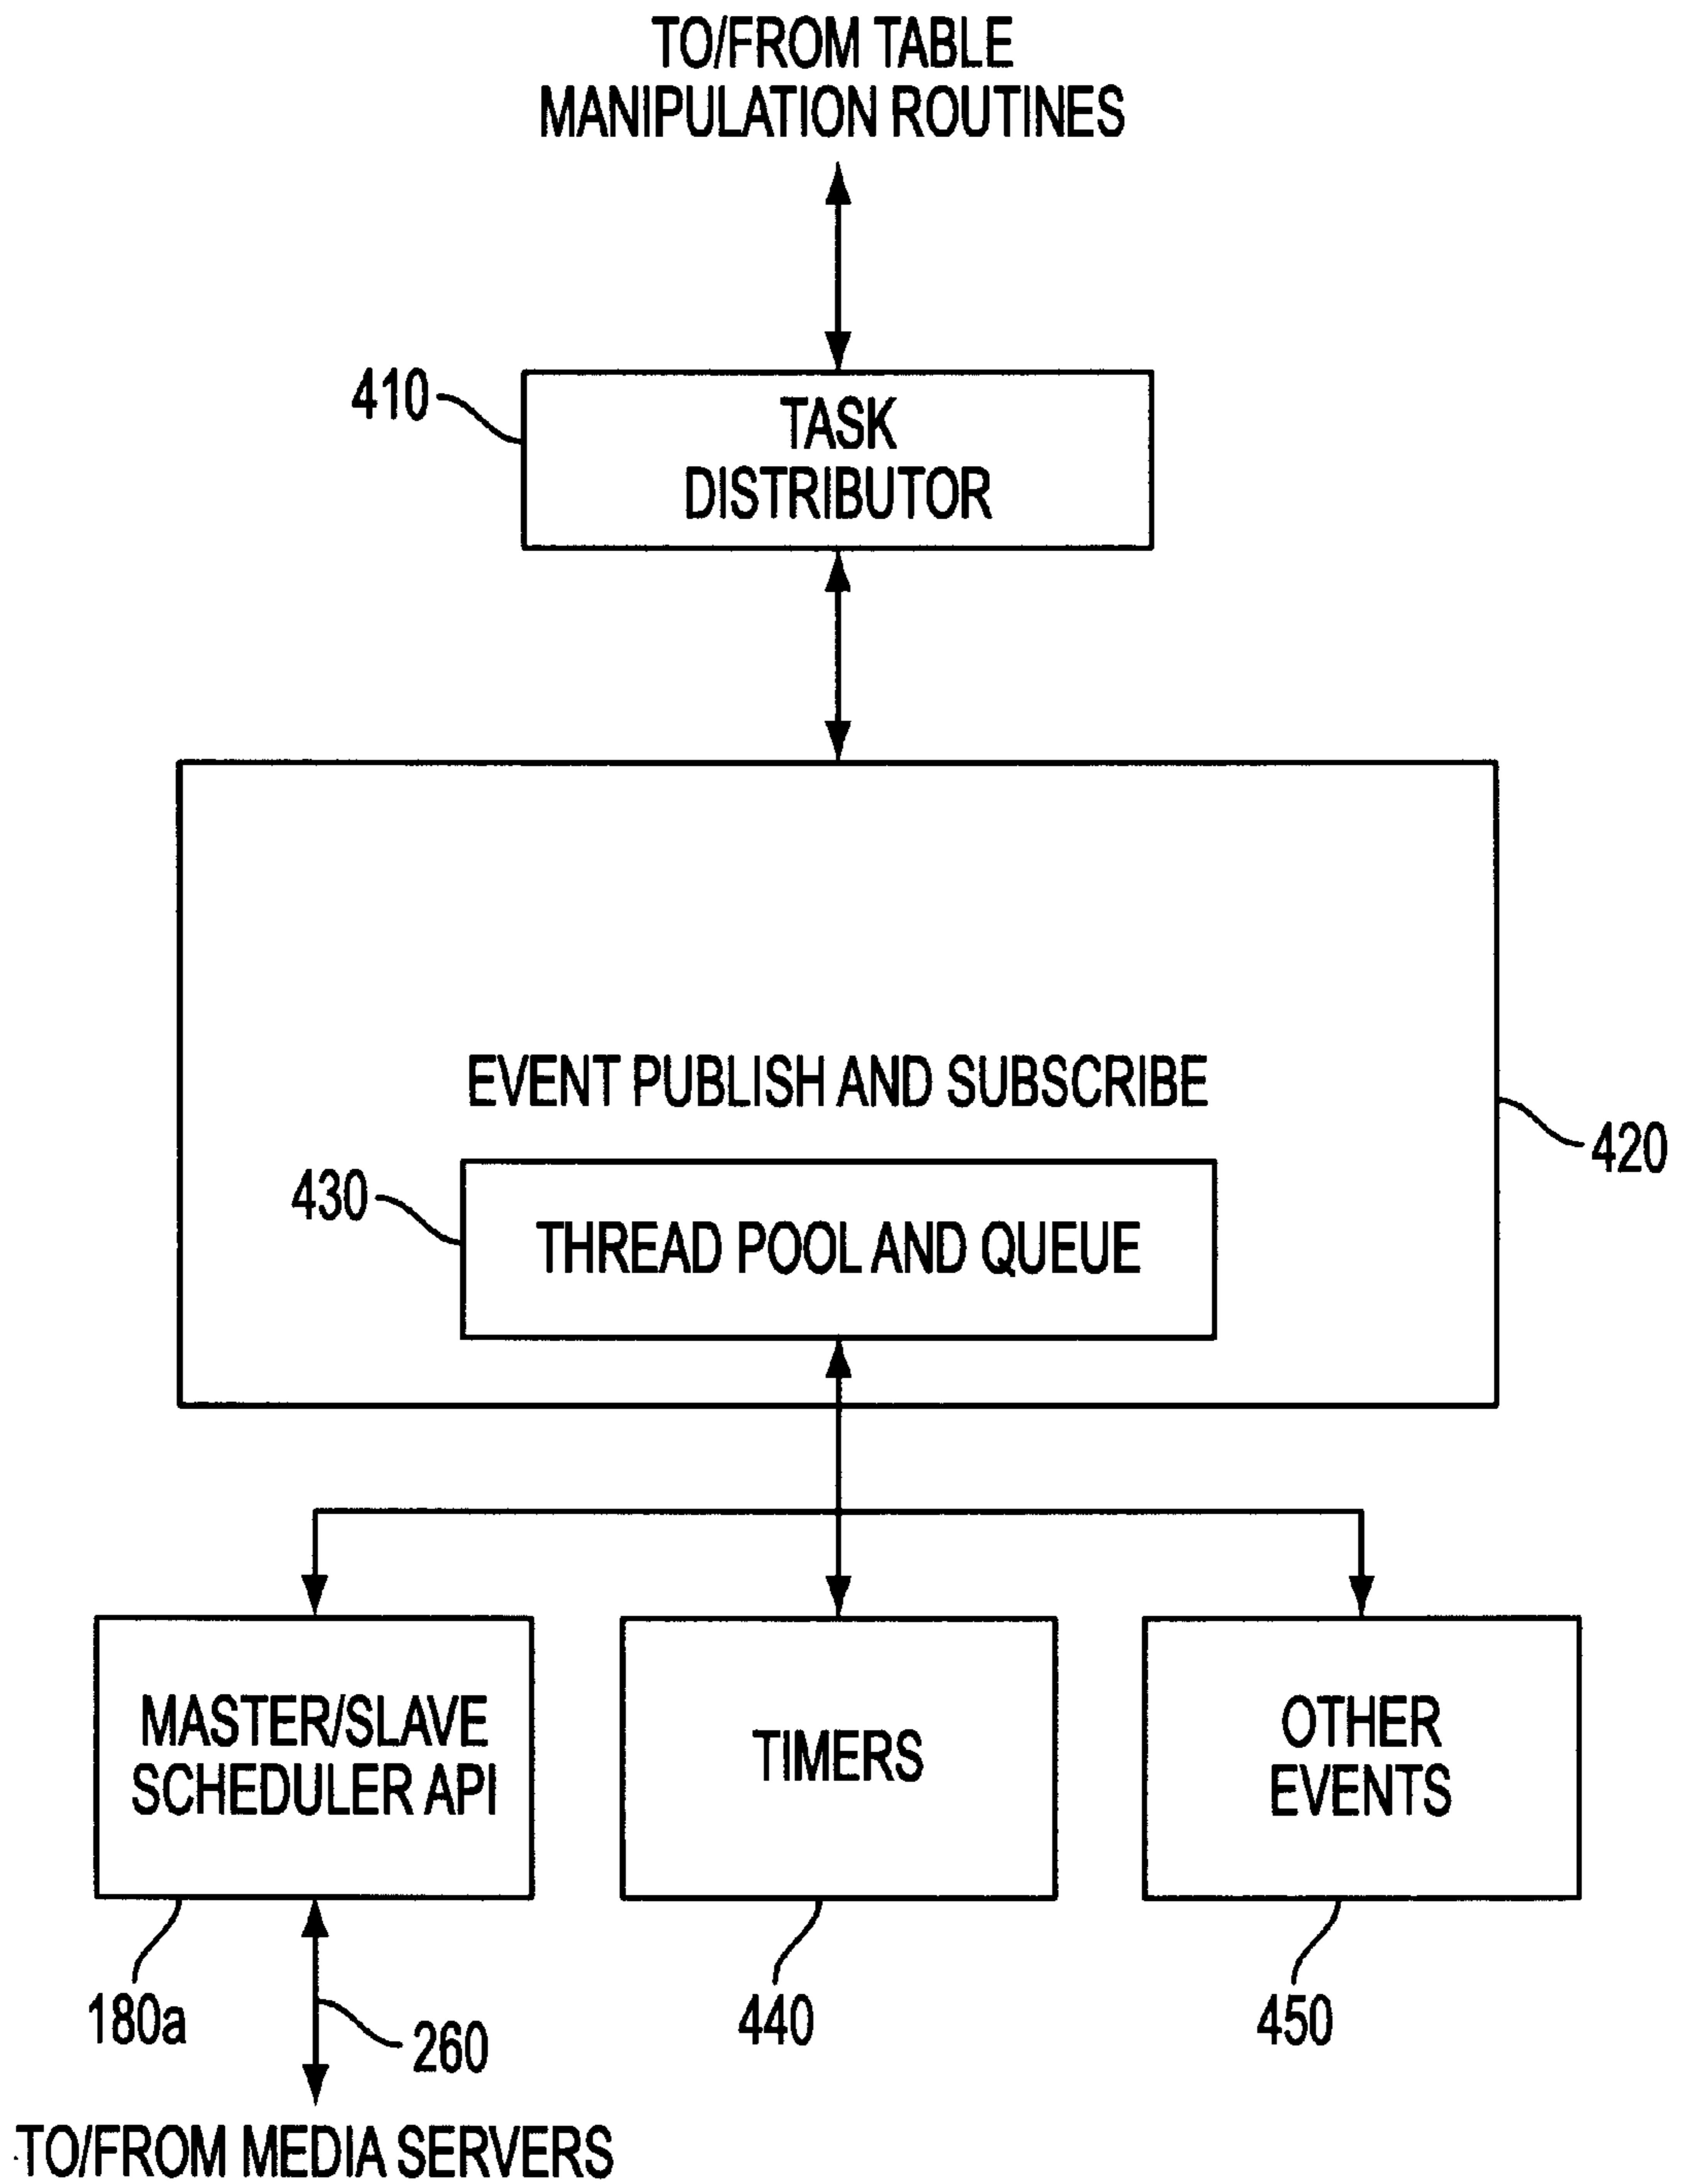 TO/FROM TABLE
MANIPULATION ROUTINES
410
TASK
DISTRIBUTOR
EVENT PUBLISH AND SUBSCRIBE
420
430
THREAD POOL AND QUEUE
MASTER/SLAVE
SCHEDULER API
TIMERS
OTHER
EVENTS
180a
260
440
450
TO/FROM MEDIA SERVERS